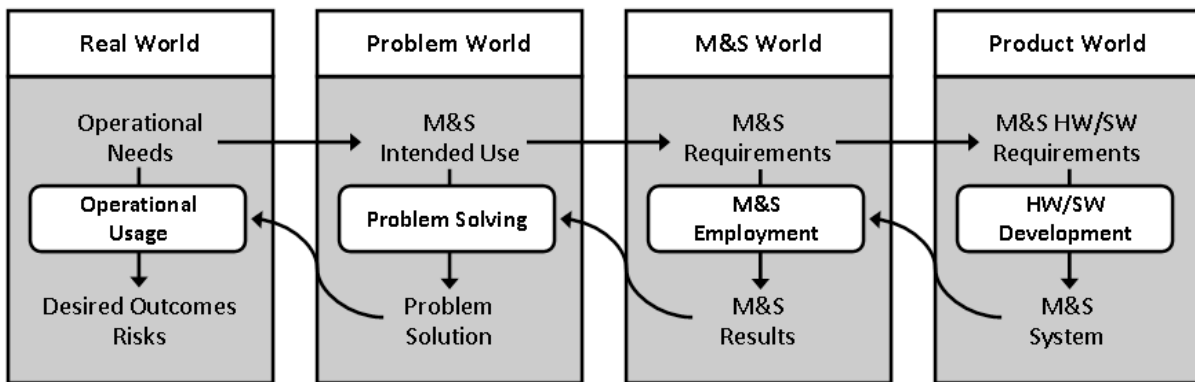 Real World
Operational
Needs
Operational
Usage
Desired Outcomes
Risks
Problem World
M&S
Intended Use
Problem Solving
Problem
Solution
M&S World
M&S
Requirements
M&S
Employment
M&S
Results
Product World
M&S HW/SW
Requirements
HW/SW
Development
M&S
System